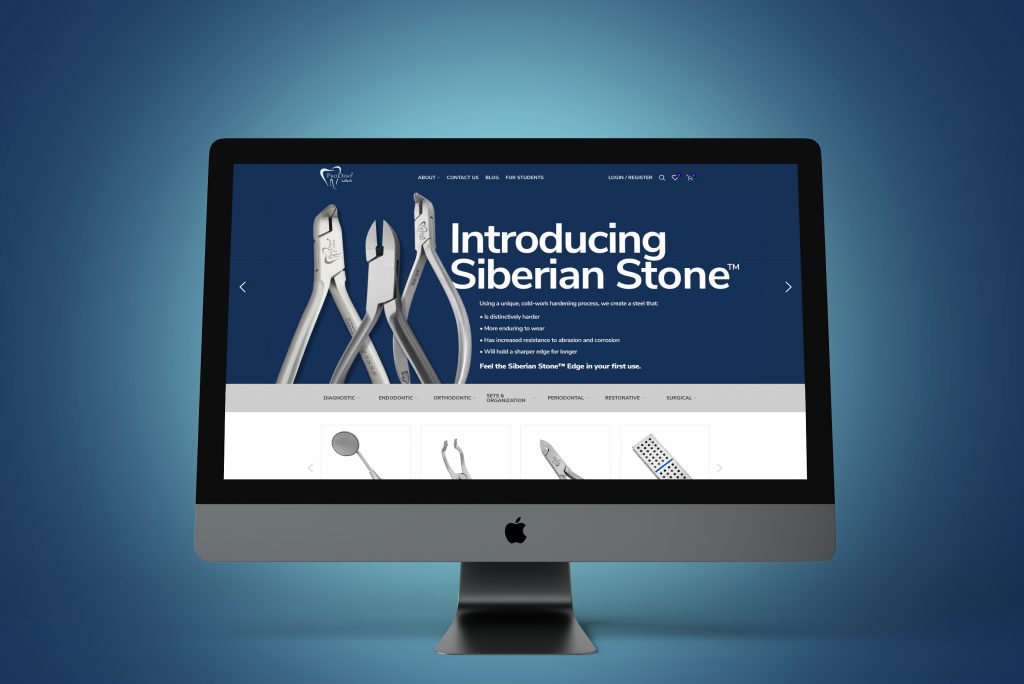 ProDent
USA
ABOUT
CONTACT US
BLOG
FOR STUDENTS
LOGIN / REGISTER
Introducing
Siberian Stone™
Using a unique, cold-work hardening process, we create a steel that:
• Is distinctively harder
• More enduring to wear
• Has increased resistance to abrasion and corrosion
• Will hold a sharper edge for longer
Feel the Siberian Stone™ Edge in your first use.
DIAGNOSTIC
ENDODONTIC
ORTHODONTIC
SETS &
ORGANIZATION
PERIODONTAL
RESTORATIVE
SURGICAL